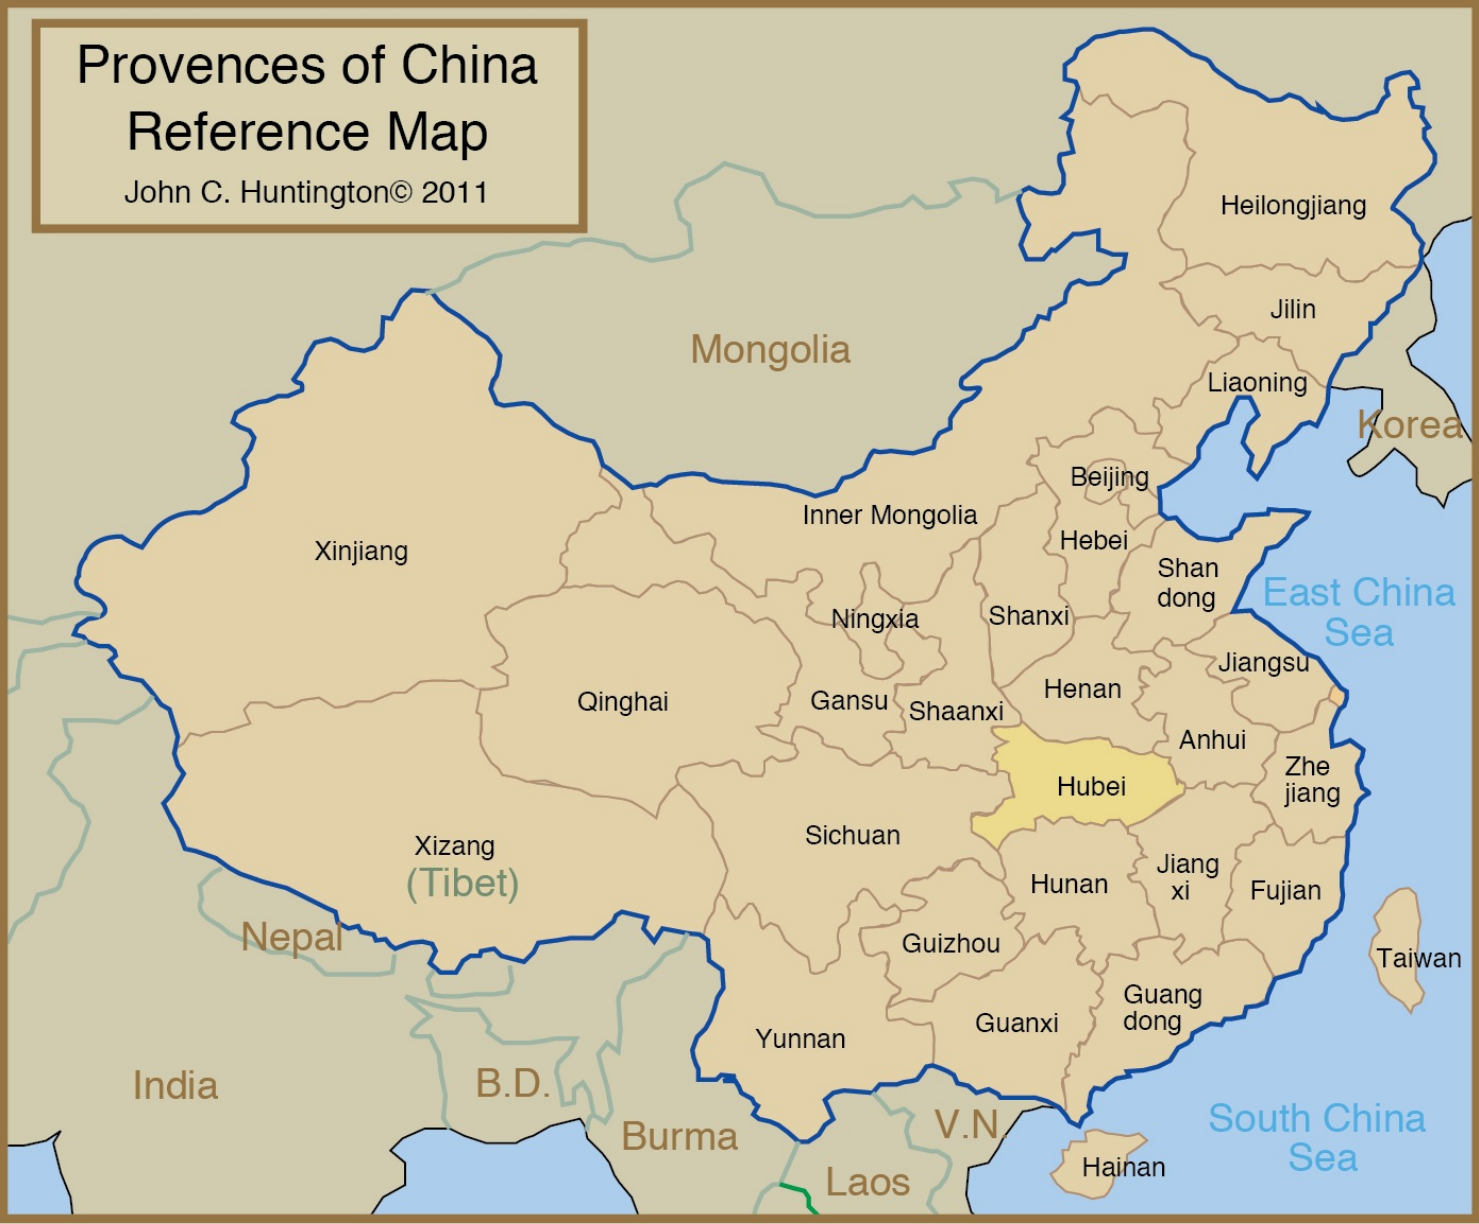 Provences of China
Reference Map
John C. Huntington© 2011
Heilongjiang
Jilin
Mongolia
Liaoning
Korea
Beijing
Inner Mongolia
Hebei
Xinjiang
Shan
dong
East China
Sea
Ningxia
Shanxi
Jiangsu
Qinghai
Gansu
Shaanxi
Henan
Anhui
Zhe
jiang
Hubei
Sichuan
Xizang
(Tibet)
Hunan
Jiang
xi
Fujian
Nepal
Guizhou
Taiwan
Guang
dong
Guanxi
Yunnan
India
B.D.
Burma
V.N.
South China
Sea
Laos
Hainan